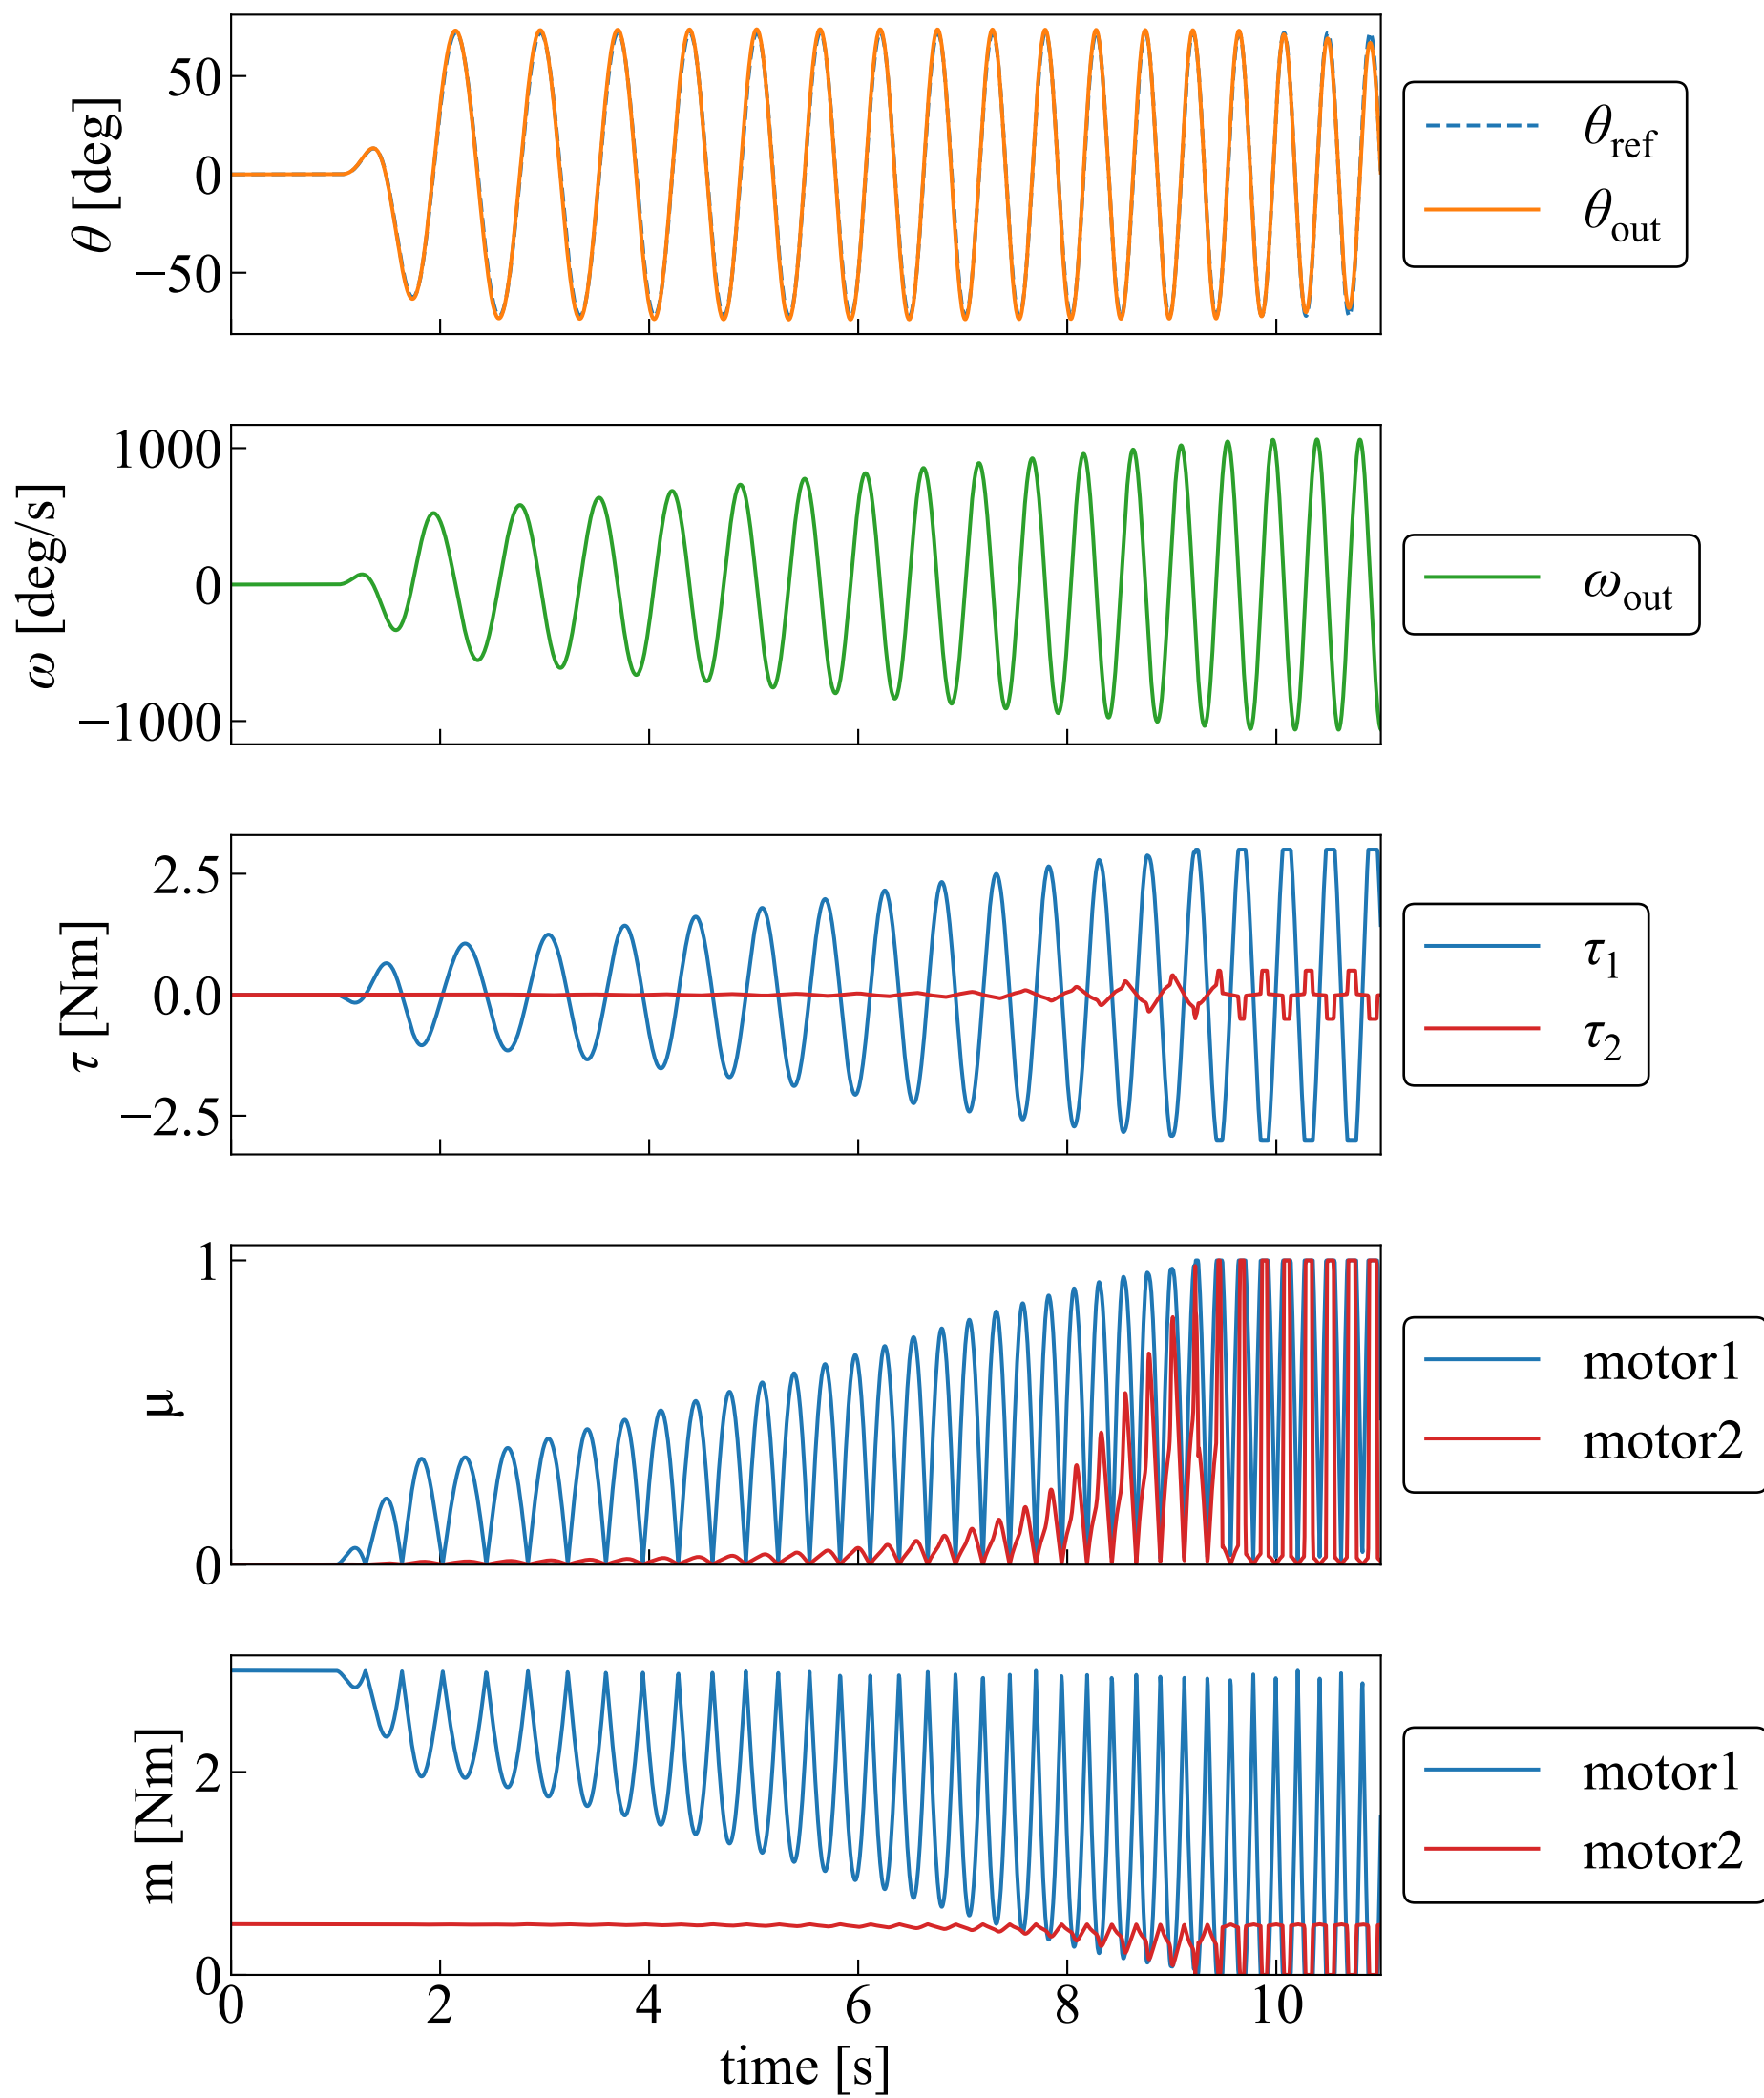 θ [deg]
50
0
−50
θref
θout
ω [deg/s]
1000
0
−1000
ωout
τ [Nm]
2.5
0.0
−2.5
τ1
τ2
μ
1
0
motor1
motor2
m [Nm]
2
0
motor1
motor2
0 2 4 6 8 10
time [s]